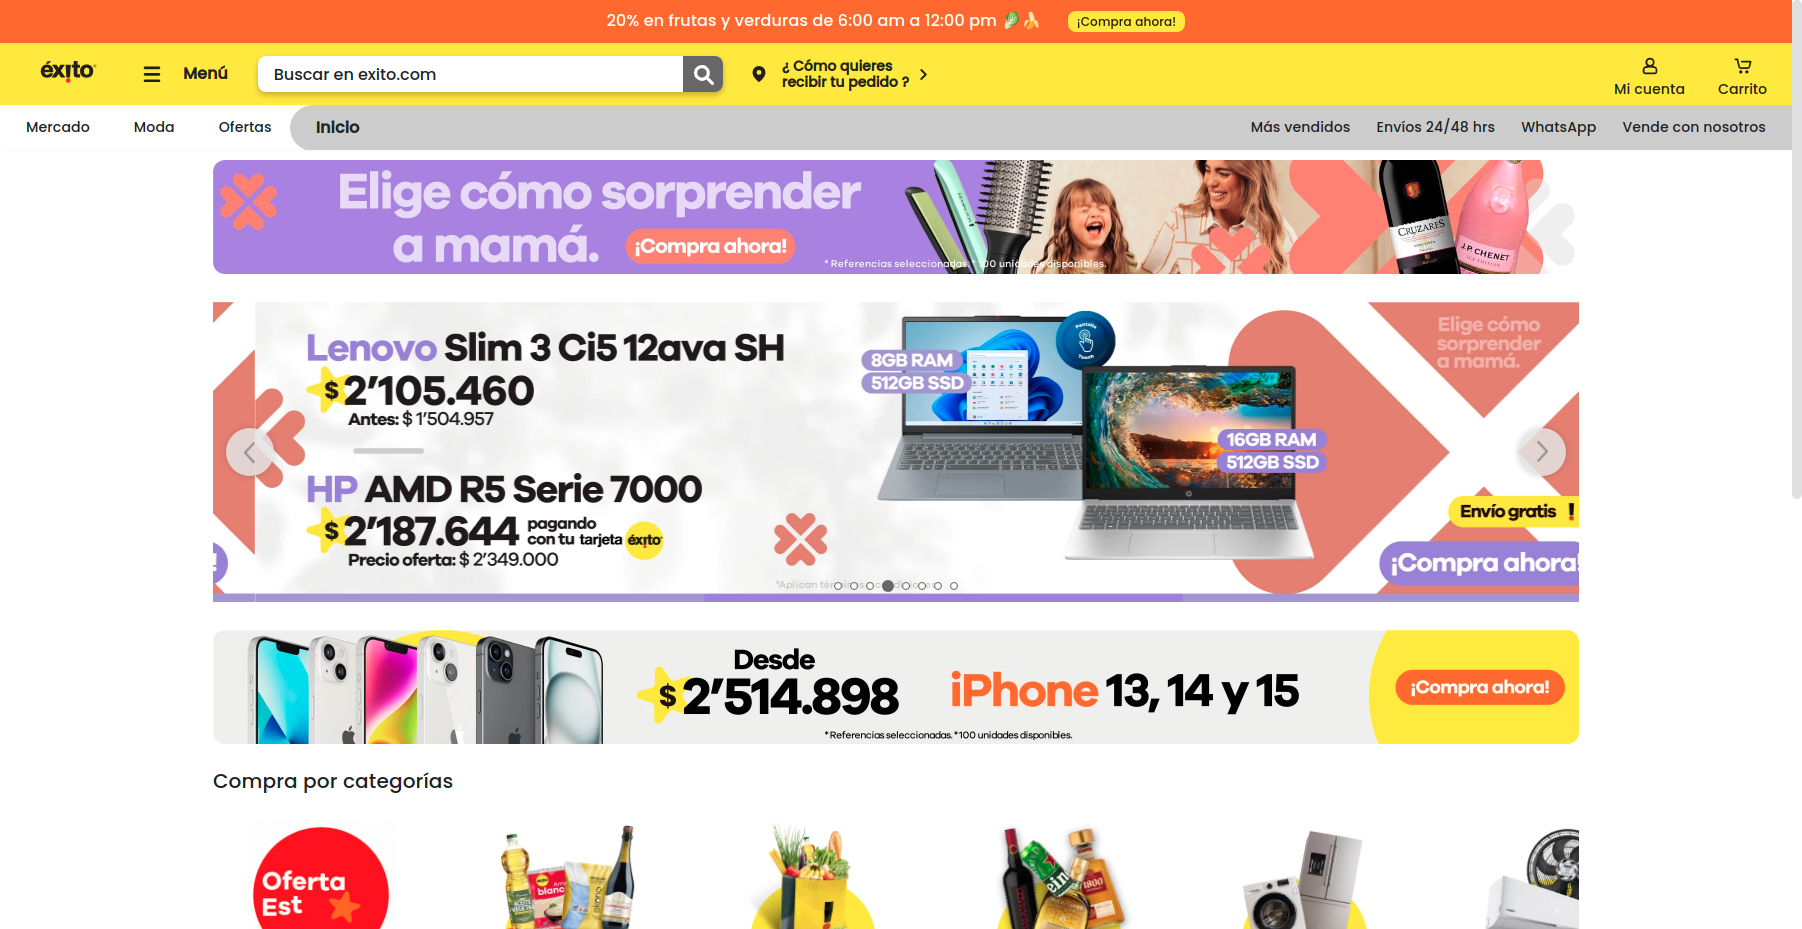 20% en frutas y verduras de 6:00 am a 12:00 pm 🥬🍌 ¡Compra ahora!
éxito
Menú
Buscar en exito.com
¿ Cómo quieres
recibir tu pedido ?
Mi cuenta
Carrito
Mercado
Moda
Ofertas
Inicio
Más vendidos
Envíos 24/48 hrs
WhatsApp
Vende con nosotros
Elige cómo sorprender
a mamá. ¡Compra ahora!
* Referencias seleccionadas. * 100 unidades disponibles.
CRUZARES
J.P. CHENET
ICE EDITION
Lenovo Slim 3 Ci5 12ava SH
$ 2'105.460
Antes: $ 1'504.957
HP AMD R5 Serie 7000
$ 2'187.644 pagando
con tu tarjeta éxito
Precio oferta: $ 2'349.000
Pantalla
Touch
8GB RAM
512GB SSD
16GB RAM
512GB SSD
Elige cómo
sorprender
a mamá.
Envío gratis !
¡Compra ahora!
Desde
$ 2'514.898
iPhone 13, 14 y 15
¡Compra ahora!
* Referencias seleccionadas. * 100 unidades disponibles.
Compra por categorías
Oferta
Est
blanc
1800